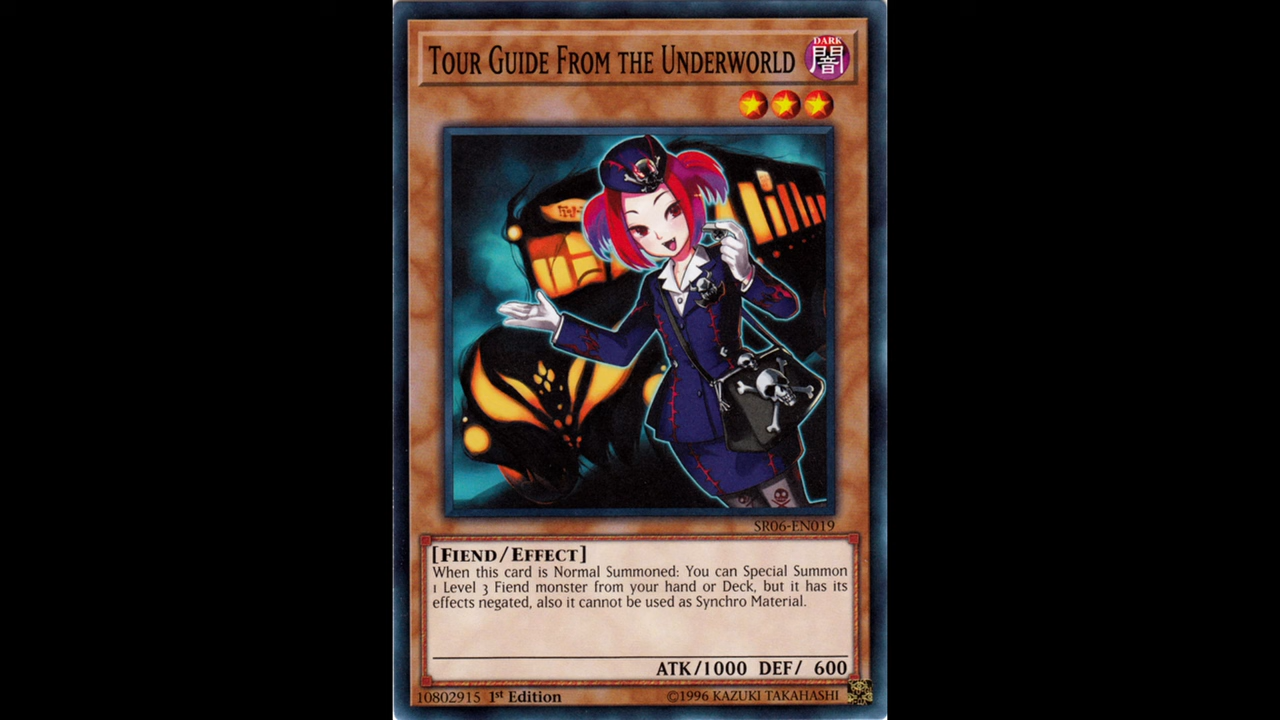 TOUR GUIDE FROM THE UNDERWORLD
DARK
闇
SR06-EN019
[FIEND/EFFECT]
When this card is Normal Summoned: You can Special Summon
1 Level 3 Fiend monster from your hand or Deck, but it has its
effects negated, also it cannot be used as Synchro Material.
ATK/1000 DEF/ 600
10802915 1st Edition
©1996 KAZUKI TAKAHASHI